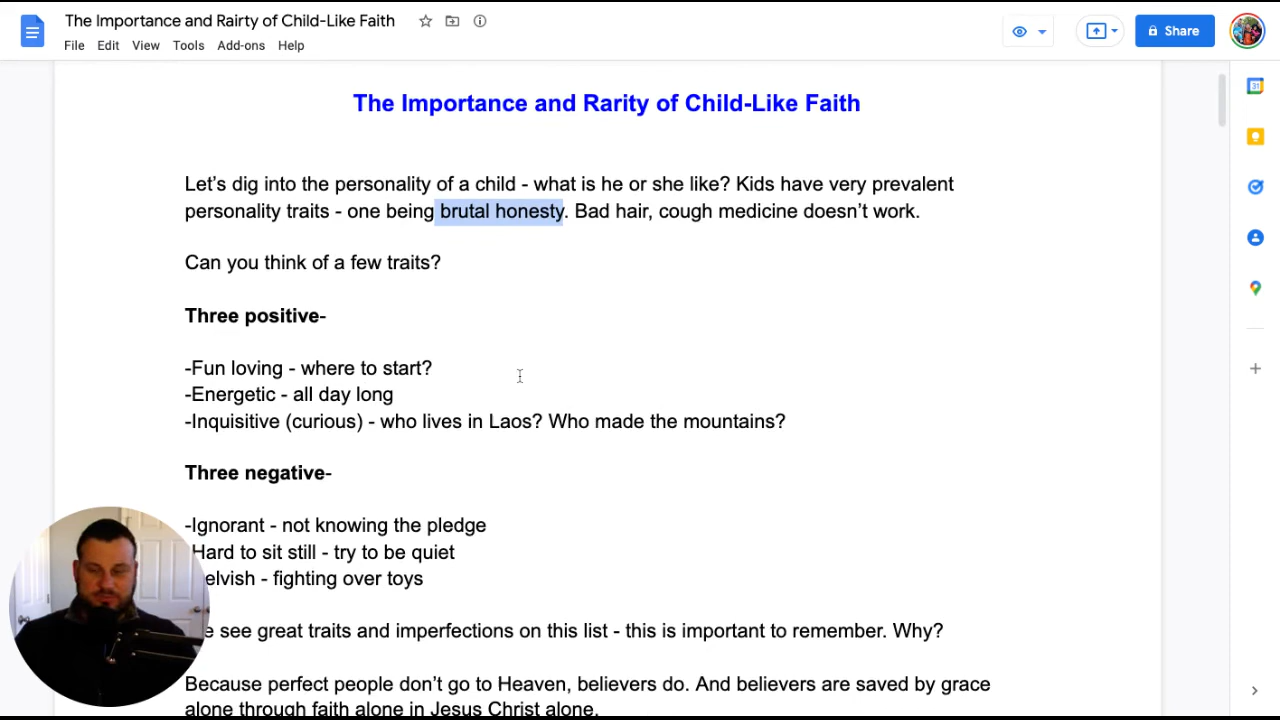 The Importance and Rairty of Child-Like Faith
File Edit View Tools Add-ons Help
Share
31
The Importance and Rarity of Child-Like Faith
Let’s dig into the personality of a child - what is he or she like? Kids have very prevalent
personality traits - one being brutal honesty. Bad hair, cough medicine doesn’t work.
Can you think of a few traits?
Three positive-
-Fun loving - where to start?
-Energetic - all day long
-Inquisitive (curious) - who lives in Laos? Who made the mountains?
Three negative-
-Ignorant - not knowing the pledge
Hard to sit still - try to be quiet
elvish - fighting over toys
e see great traits and imperfections on this list - this is important to remember. Why?
Because perfect people don’t go to Heaven, believers do. And believers are saved by grace
alone through faith alone in Jesus Christ alone.